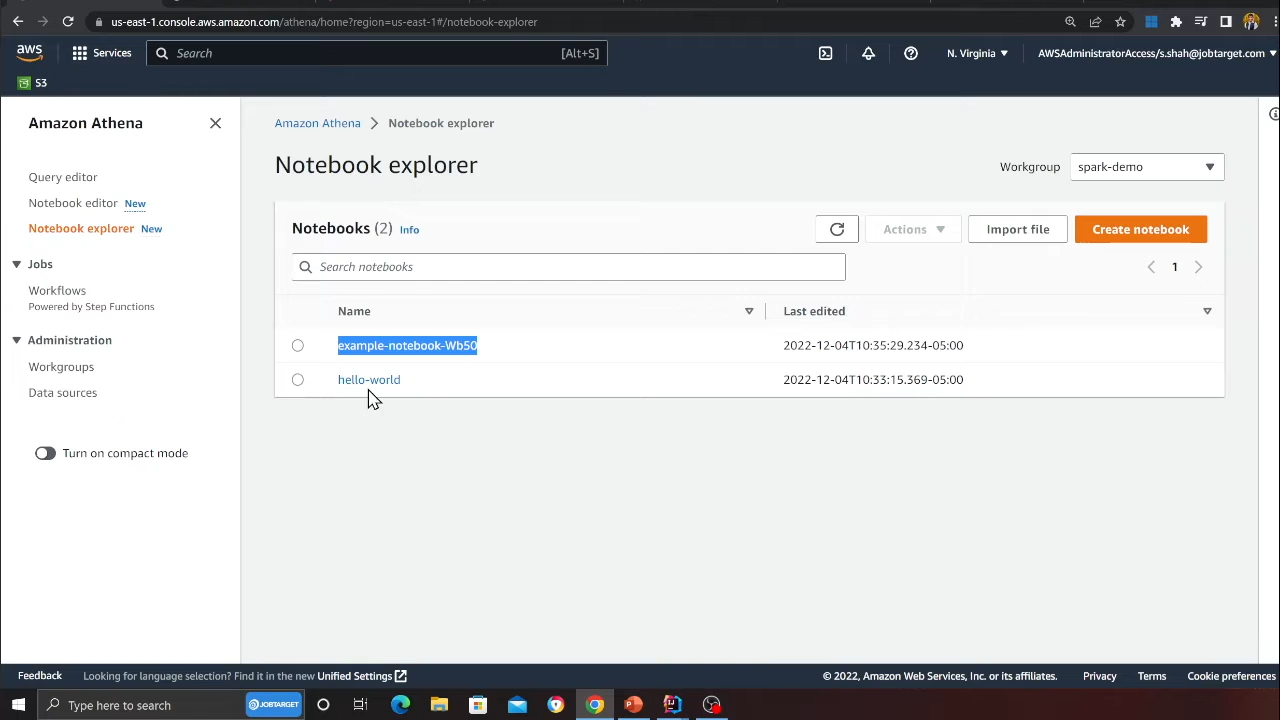 us-east-1.console.aws.amazon.com/athena/home?region=us-east-1#/notebook-explorer
aws
Services
Search
[Alt+S]
N. Virginia
AWSAdministratorAccess/s.shah@jobtarget.com
S3
Amazon Athena
Query editor
Notebook editor New
Notebook explorer New
Jobs
Workflows
Powered by Step Functions
Administration
Workgroups
Data sources
Turn on compact mode
Amazon Athena
Notebook explorer
Notebook explorer
Workgroup
spark-demo
Notebooks (2) Info
Actions
Import file
Create notebook
Search notebooks
1
Name
Last edited
example-notebook-Wb50
2022-12-04T10:35:29.234-05:00
hello-world
2022-12-04T10:33:15.369-05:00
Feedback
Looking for language selection? Find it in the new Unified Settings
© 2022, Amazon Web Services, Inc. or its affiliates.
Privacy
Terms
Cookie preferences
Type here to search
JOBTARGET